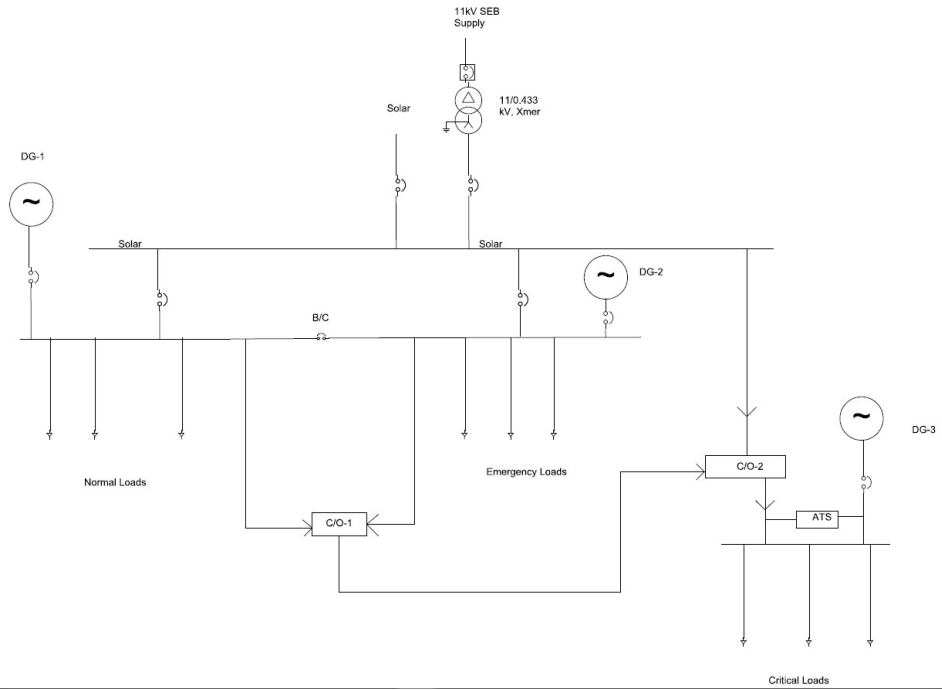 11kV SEB
Supply
11/0.433
kV, Xmer
Solar
DG-1
Solar
Solar
DG-2
B/C
DG-3
C/O-2
Emergency Loads
Normal Loads
ATS
C/O-1
Critical Loads